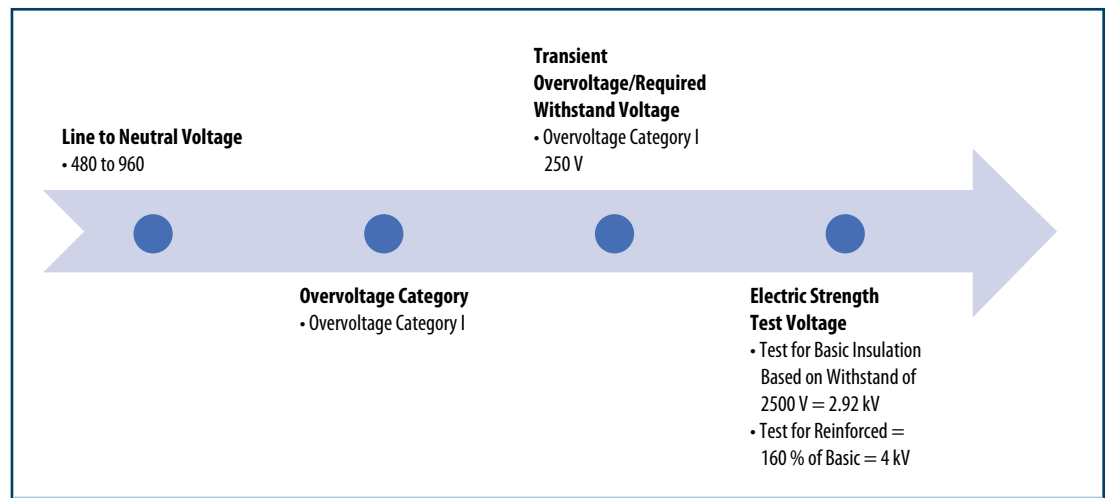 Line to Neutral Voltage
• 480 to 960
Overvoltage Category
• Overvoltage Category I
Transient
Overvoltage/Required
Withstand Voltage
• Overvoltage Category I
250 V
Electric Strength
Test Voltage
• Test for Basic Insulation
Based on Withstand of
2500 V = 2.92 kV
• Test for Reinforced =
160 % of Basic = 4 kV